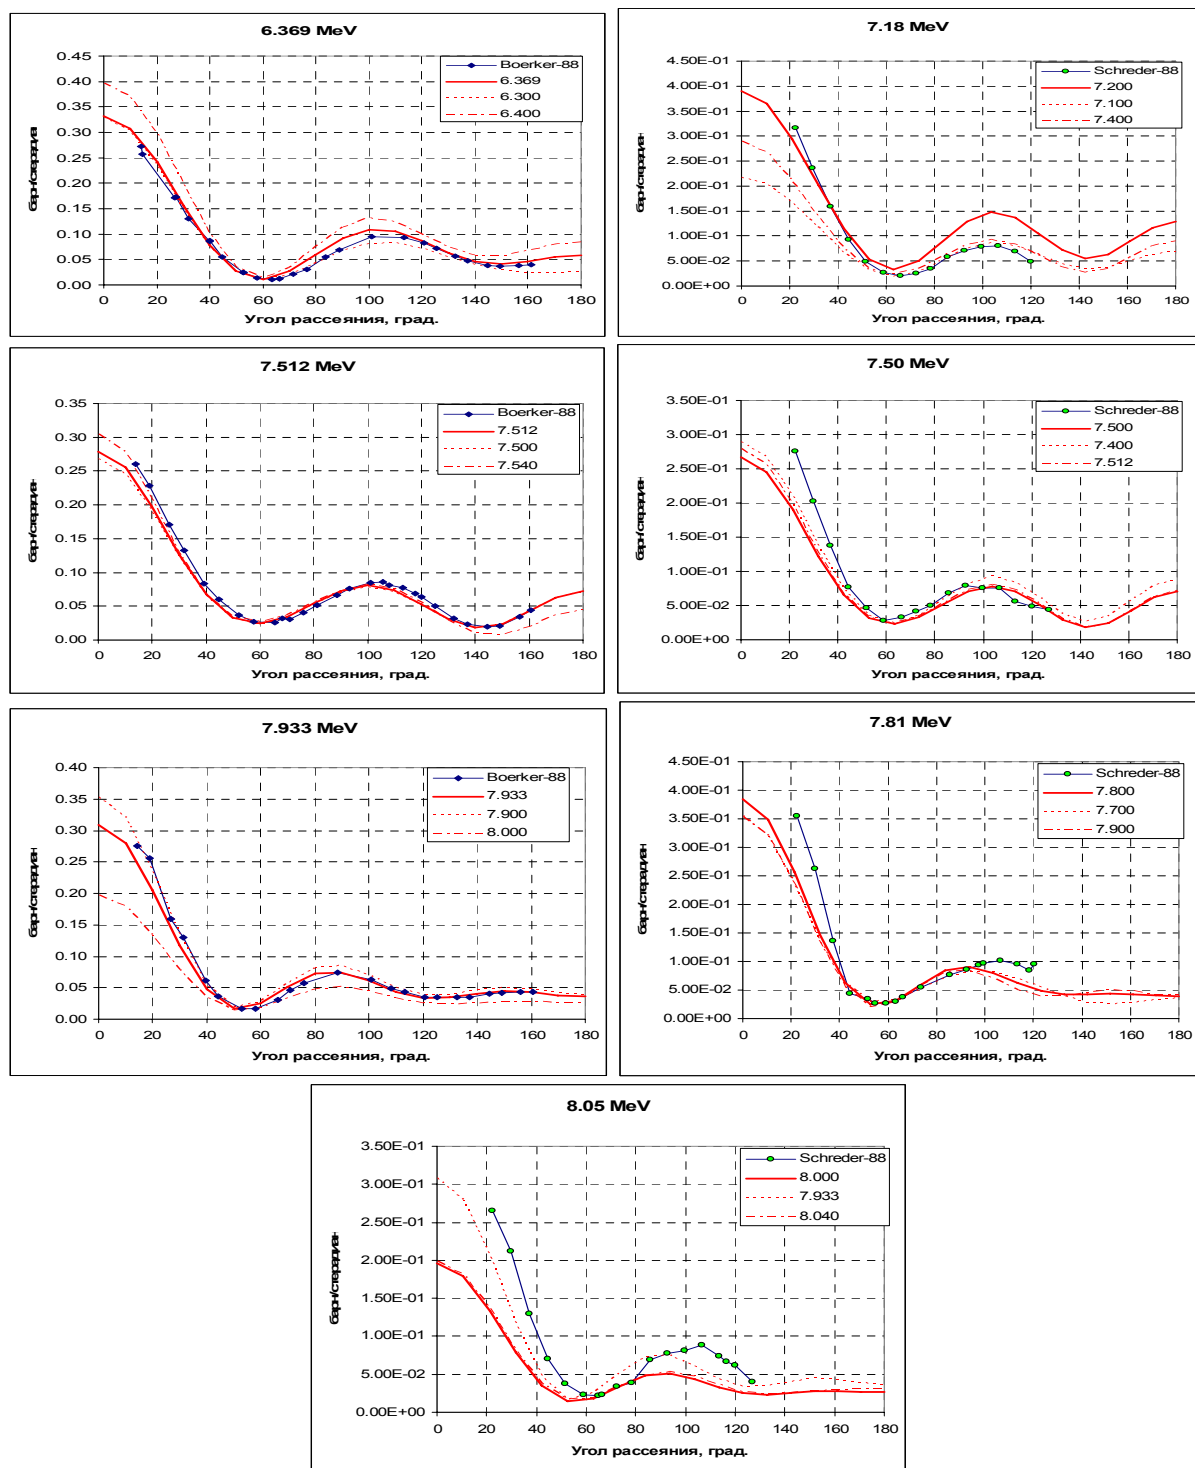 6.369 MeV
0.45
0.40
0.35
0.30
0.25
0.20
0.15
0.10
0.05
0.00
барн/стерадиан
0 20 40 60 80 100 120 140 160 180
Угол рассеяния, град.
Boerker-88
6.369
6.300
6.400
7.18 MeV
4.50E-01
4.00E-01
3.50E-01
3.00E-01
2.50E-01
2.00E-01
1.50E-01
1.00E-01
5.00E-02
0.00E+00
барн/стерадиан
0 20 40 60 80 100 120 140 160 180
Угол рассеяния, град.
Schreder-88
7.200
7.100
7.400
7.512 MeV
0.35
0.30
0.25
0.20
0.15
0.10
0.05
0.00
барн/стерадиан
0 20 40 60 80 100 120 140 160 180
Угол рассеяния, град.
Boerker-88
7.512
7.500
7.540
7.50 MeV
3.50E-01
3.00E-01
2.50E-01
2.00E-01
1.50E-01
1.00E-01
5.00E-02
0.00E+00
барн/стерадиан
0 20 40 60 80 100 120 140 160 180
Угол рассеяния, град.
Schreder-88
7.500
7.400
7.512
7.933 MeV
0.40
0.35
0.30
0.25
0.20
0.15
0.10
0.05
0.00
барн/стерадиан
0 20 40 60 80 100 120 140 160 180
Угол рассеяния, град.
Boerker-88
7.933
7.900
8.000
7.81 MeV
4.50E-01
4.00E-01
3.50E-01
3.00E-01
2.50E-01
2.00E-01
1.50E-01
1.00E-01
5.00E-02
0.00E+00
барн/стерадиан
0 20 40 60 80 100 120 140 160 180
Угол рассеяния, град.
Schreder-88
7.800
7.700
7.900
8.05 MeV
3.50E-01
3.00E-01
2.50E-01
2.00E-01
1.50E-01
1.00E-01
5.00E-02
0.00E+00
барн/стерадиан
0 20 40 60 80 100 120 140 160 180
Угол рассеяния, град.
Schreder-88
8.000
7.933
8.040